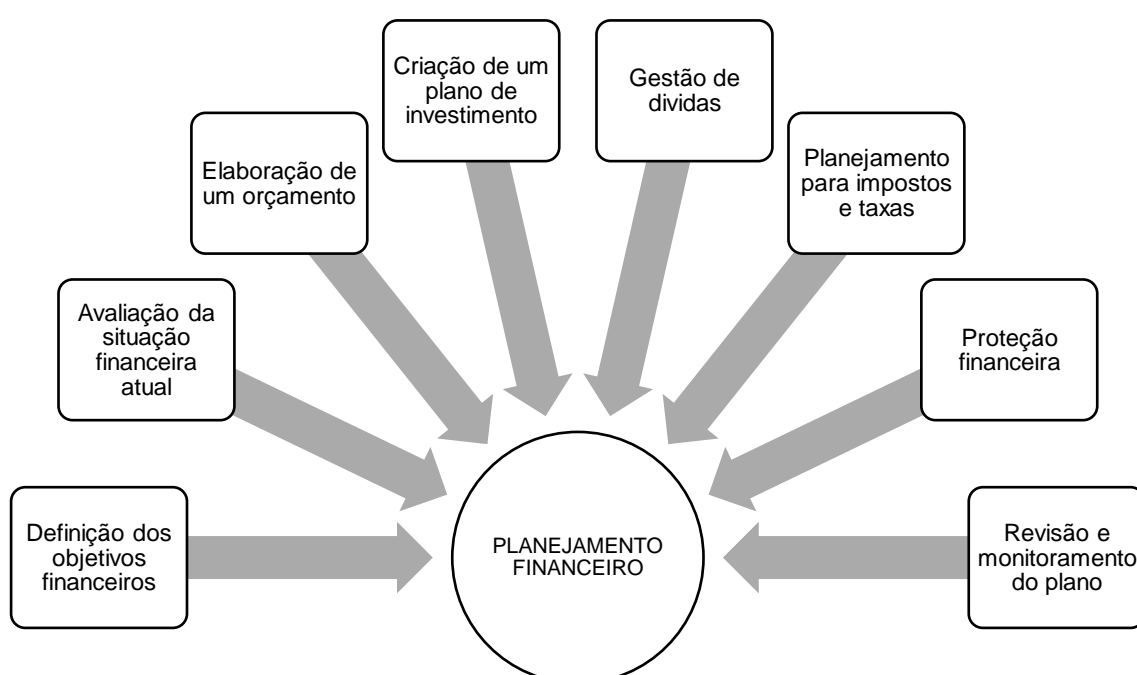 Definição dos
objetivos
financeiros
Avaliação da
situação
financeira
atual
Elaboração de
um orçamento
Criação de um
plano de
investimento
Gestão de
dividas
Planejamento
para impostos
e taxas
Proteção
financeira
Revisão e
monitoramento
do plano
PLANEJAMENTO
FINANCEIRO